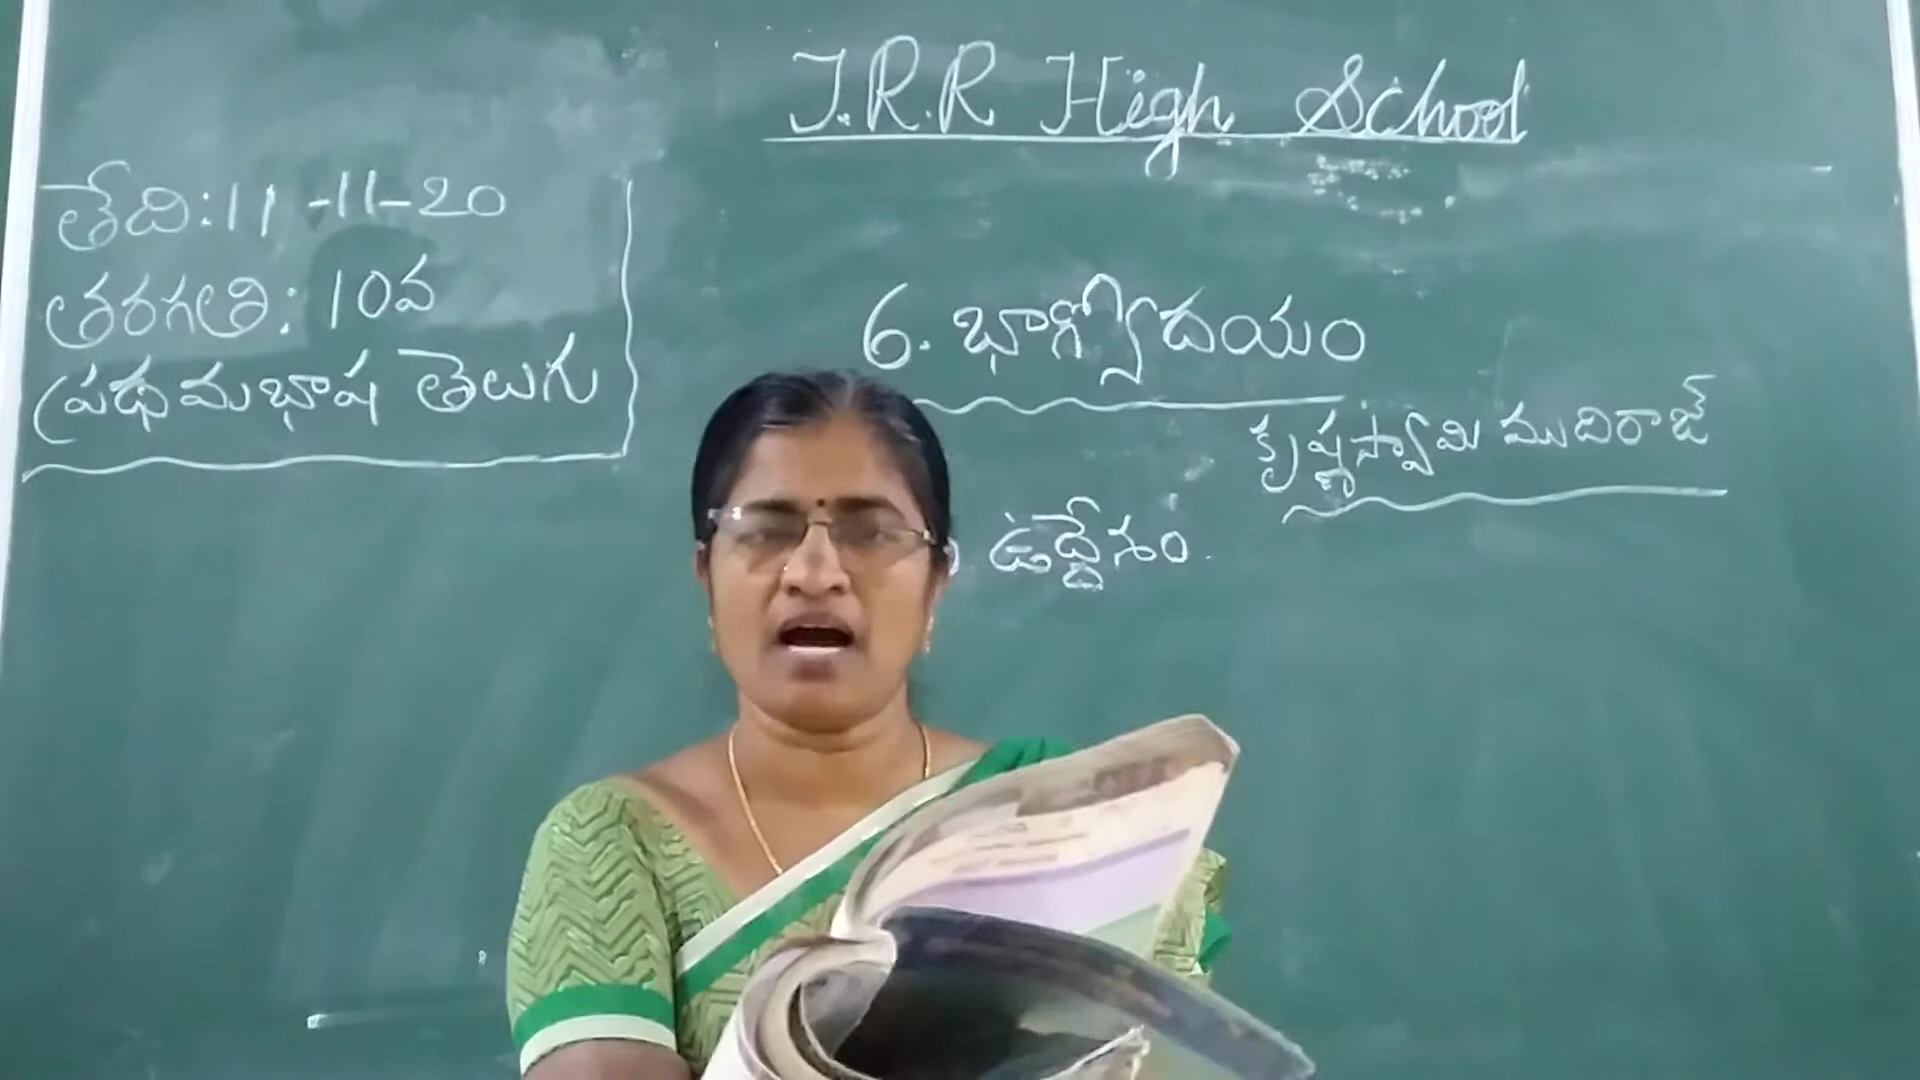 T.R.R High School
తేది:11-11-20
తరగతి: 10వ
ప్రథమభాష తెలుగు
6. భాగ్యోదయం
కృష్ణస్వామి ముదిరాజ్
ఉద్దేశం.